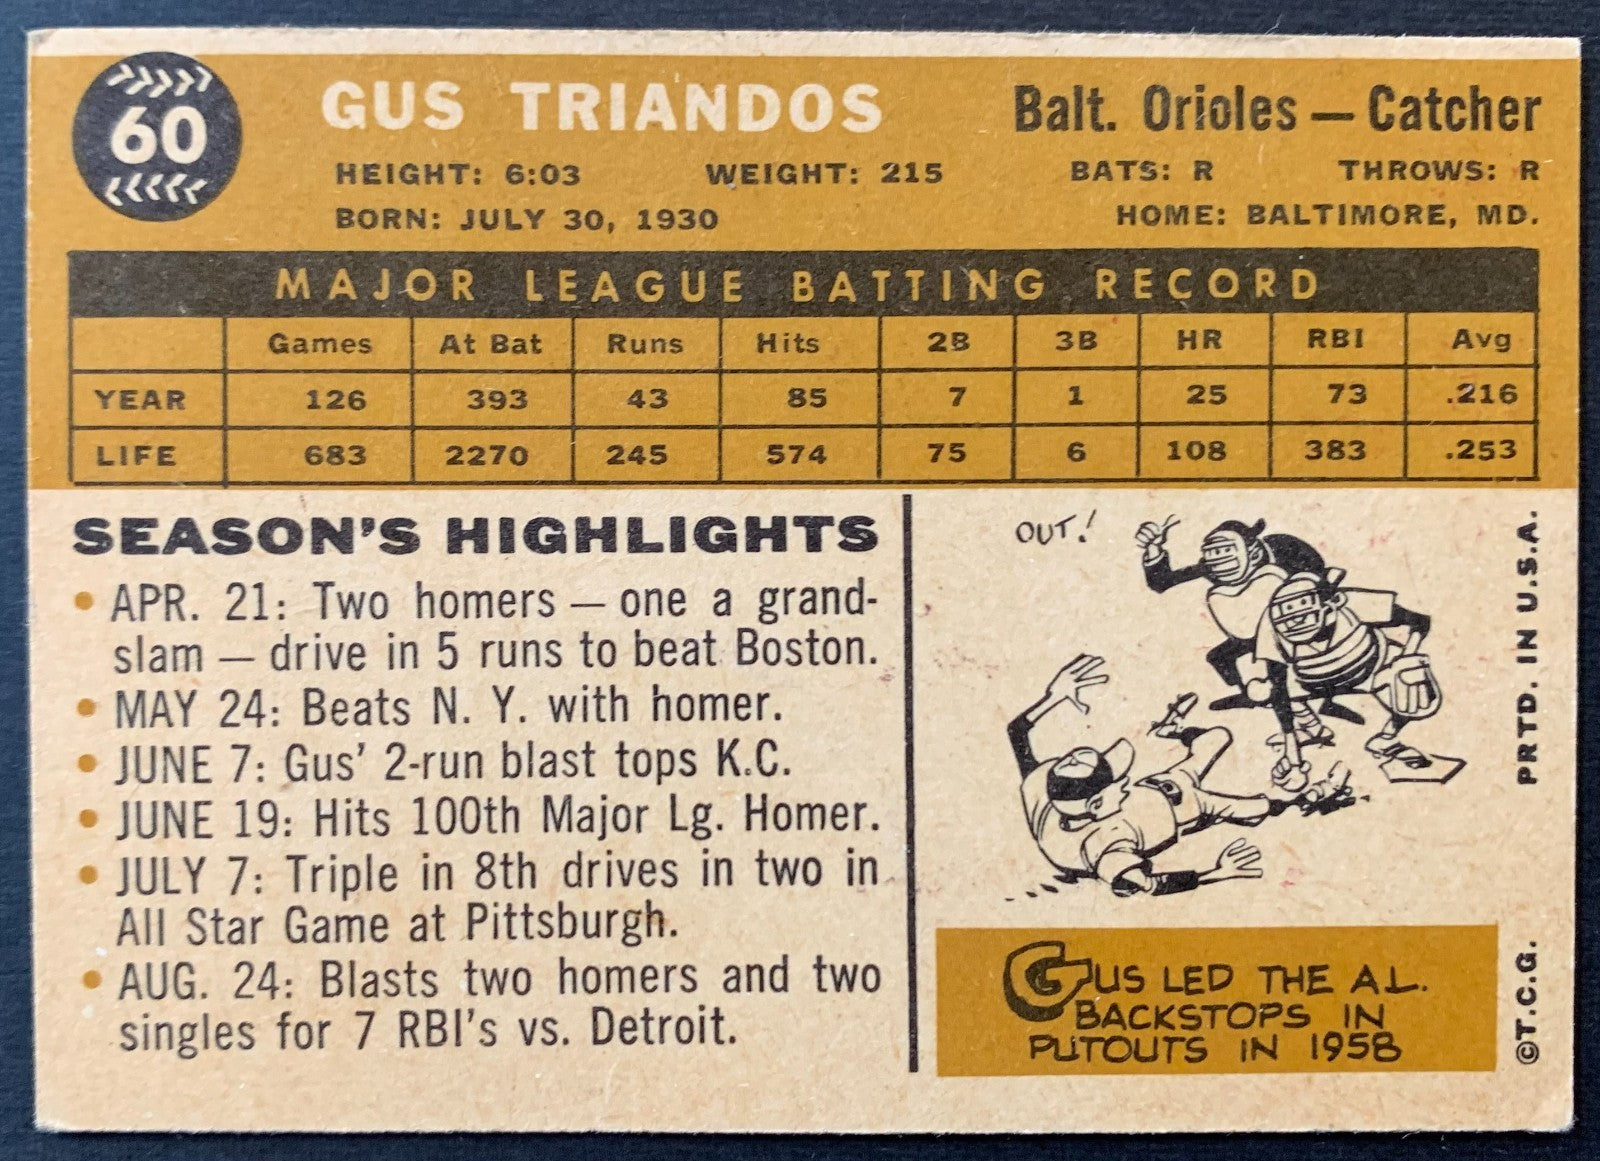 60
GUS TRIANDOS
Balt. Orioles — Catcher
HEIGHT: 6:03 WEIGHT: 215 BATS: R THROWS: R
BORN: JULY 30, 1930 HOME: BALTIMORE, MD.
MAJOR LEAGUE BATTING RECORD
Games At Bat Runs Hits 2B 3B HR RBI Avg
YEAR 126 393 43 85 7 1 25 73 .216
LIFE 683 2270 245 574 75 6 108 383 .253
SEASON'S HIGHLIGHTS
• APR. 21: Two homers — one a grand-
slam — drive in 5 runs to beat Boston.
• MAY 24: Beats N. Y. with homer.
• JUNE 7: Gus' 2-run blast tops K.C.
• JUNE 19: Hits 100th Major Lg. Homer.
• JULY 7: Triple in 8th drives in two in
All Star Game at Pittsburgh.
• AUG. 24: Blasts two homers and two
singles for 7 RBI's vs. Detroit.
OUT!
GUS LED THE A.L.
BACKSTOPS IN
PUTOUTS IN 1958
©T.C.G. PRTD. IN U.S.A.